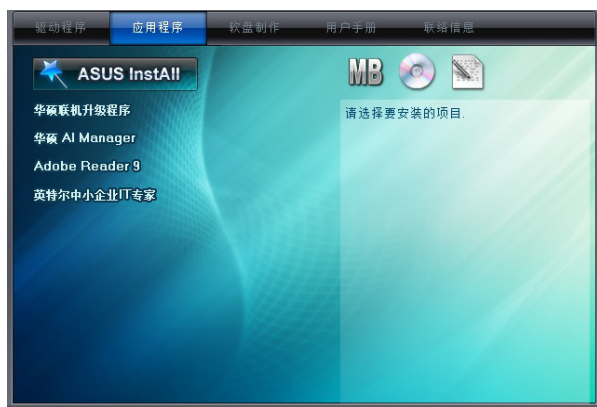 驱动程序 应用程序 软盘制作 用户手册 联络信息
ASUS InstAll
MB
华硕联机升级程序
请选择要安装的项目.
华硕 AI Manager
Adobe Reader 9
英特尔中小企业IT专家